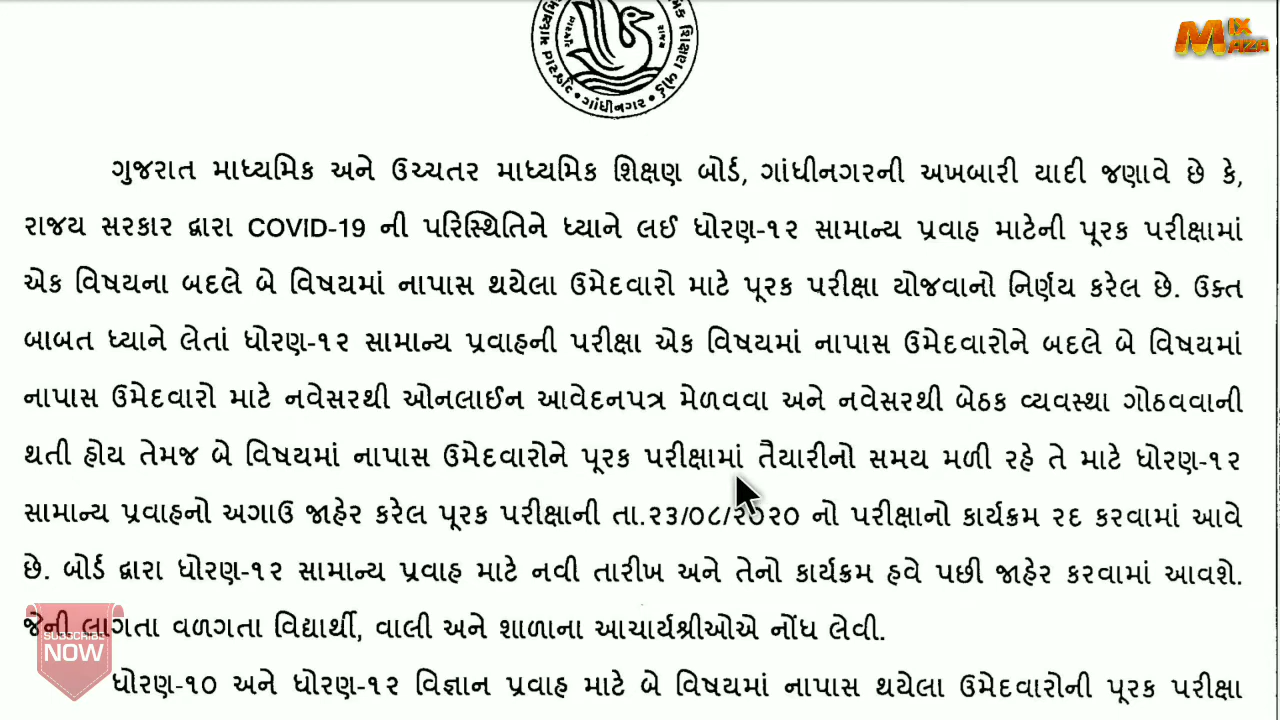 MIX
MAZA
ગાંધીનગર
ગુજરાત માધ્યમિક અને ઉચ્ચતર માધ્યમિક શિક્ષણ બોર્ડ, ગાંધીનગરની અખબારી યાદી જણાવે છે કે,
રાજય સરકાર દ્વારા COVID-19 ની પરિસ્થિતિને ધ્યાને લઈ ધોરણ-૧૨ સામાન્ય પ્રવાહ માટેની પૂરક પરીક્ષામાં
એક વિષયના બદલે બે વિષયમાં નાપાસ થયેલા ઉમેદવારો માટે પૂરક પરીક્ષા યોજવાનો નિર્ણય કરેલ છે. ઉક્ત
બાબત ધ્યાને લેતાં ધોરણ-૧૨ સામાન્ય પ્રવાહની પરીક્ષા એક વિષયમાં નાપાસ ઉમેદવારોને બદલે બે વિષયમાં
નાપાસ ઉમેદવારો માટે નવેસરથી ઓનલાઈન આવેદનપત્ર મેળવવા અને નવેસરથી બેઠક વ્યવસ્થા ગોઠવવાની
થતી હોય તેમજ બે વિષયમાં નાપાસ ઉમેદવારોને પૂરક પરીક્ષામાં તૈયારીનો સમય મળી રહે તે માટે ધોરણ-૧૨
સામાન્ય પ્રવાહનો અગાઉ જાહેર કરેલ પૂરક પરીક્ષાની તા.૨૩/૦૮/૨૦૨૦ નો પરીક્ષાનો કાર્યક્રમ રદ કરવામાં આવે
છે. બોર્ડ દ્વારા ધોરણ-૧૨ સામાન્ય પ્રવાહ માટે નવી તારીખ અને તેનો કાર્યક્રમ હવે પછી જાહેર કરવામાં આવશે.
જેની લાગતા વળગતા વિદ્યાર્થી, વાલી અને શાળાના આચાર્યશ્રીઓએ નોંધ લેવી.
SUBSCRIBE
NOW
ધોરણ-૧૦ અને ધોરણ-૧૨ વિજ્ઞાન પ્રવાહ માટે બે વિષયમાં નાપાસ થયેલા ઉમેદવારોની પૂરક પરીક્ષા